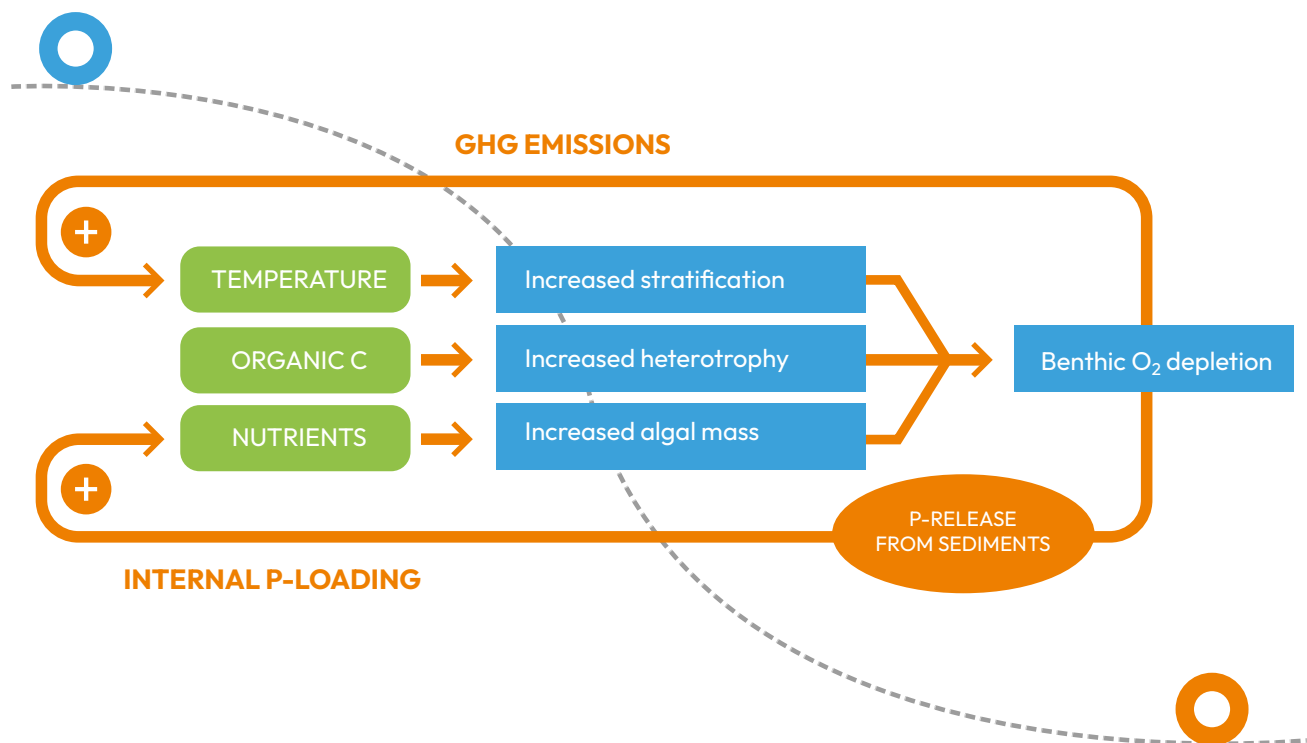 GHG EMISSIONS
+
TEMPERATURE
Increased stratification
ORGANIC C
Increased heterotrophy
Benthic O₂ depletion
NUTRIENTS
Increased algal mass
+
P-RELEASE
FROM SEDIMENTS
INTERNAL P-LOADING